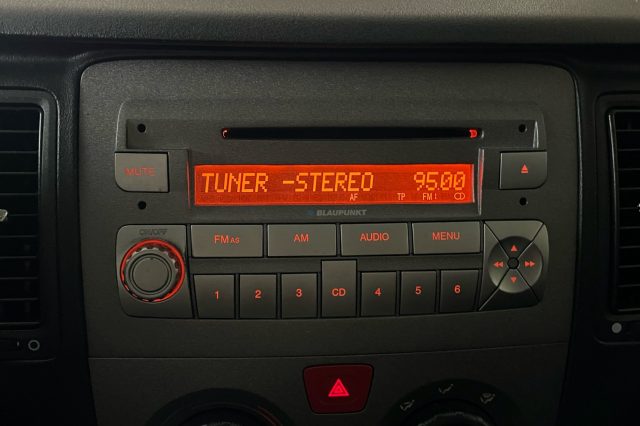 MUTE
TUNER -STEREO 95.00
AF TP FM1
BLAUPUNKT
ON/OFF
FMAS AM AUDIO MENU
1 2 3 CD 4 5 6